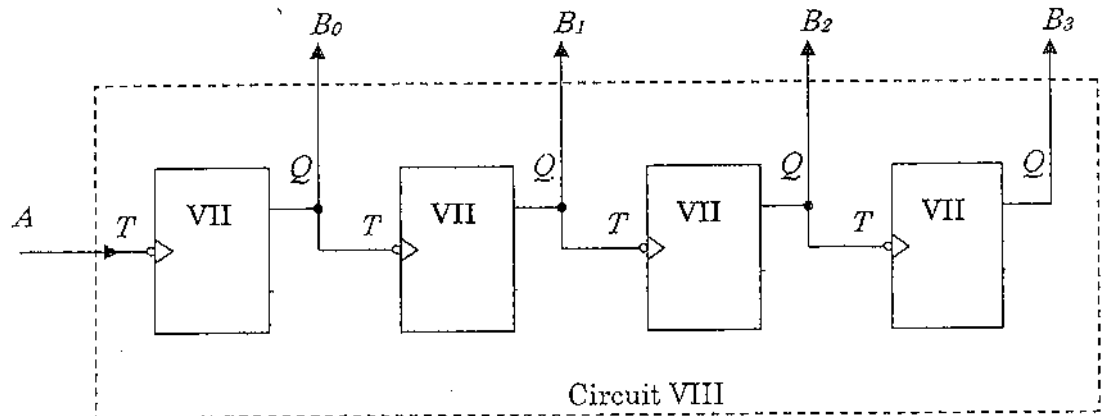 B0 B1 B2 B3
Q Q Q Q
VII VII VII VII
A T T T T
Circuit VIII